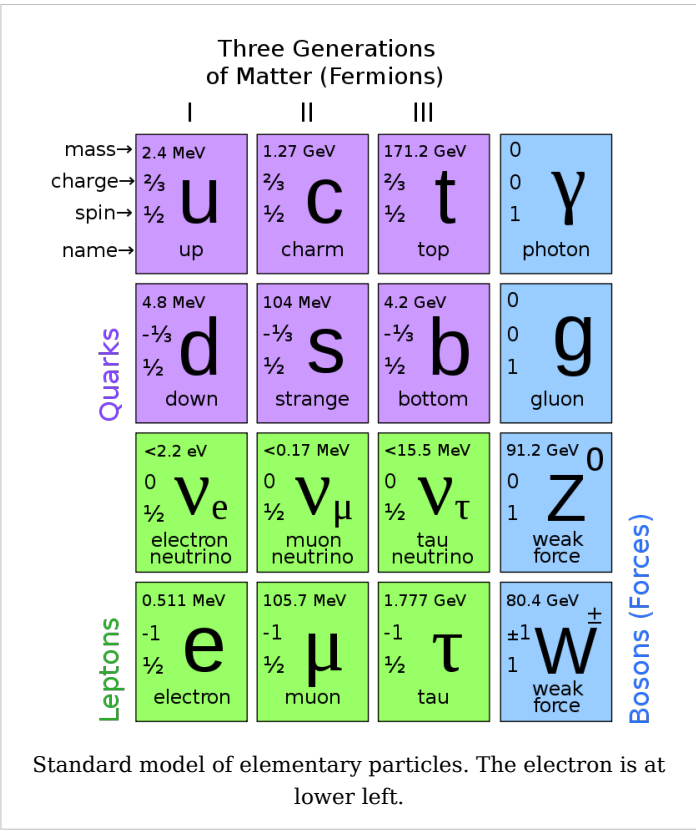 Three Generations
of Matter (Fermions)
I II III
mass→ 2.4 MeV 1.27 GeV 171.2 GeV 0
charge→ ⅔ ⅔ ⅔ 0
spin→ ½ u ½ c ½ t 1 γ
name→ up charm top photon
Quarks
4.8 MeV 104 MeV 4.2 GeV 0
-⅓ -⅓ -⅓ 0
½ d ½ s ½ b 1 g
down strange bottom gluon
<2.2 eV <0.17 MeV <15.5 MeV 91.2 GeV
0 0 0 0
½ νe ½ νμ ½ ντ 1 Z0
electron muon tau weak
neutrino neutrino neutrino force
Leptons
0.511 MeV 105.7 MeV 1.777 GeV 80.4 GeV
-1 -1 -1 ±1
½ e ½ μ ½ τ 1 W±
electron muon tau weak
force
Bosons (Forces)
Standard model of elementary particles. The electron is at
lower left.